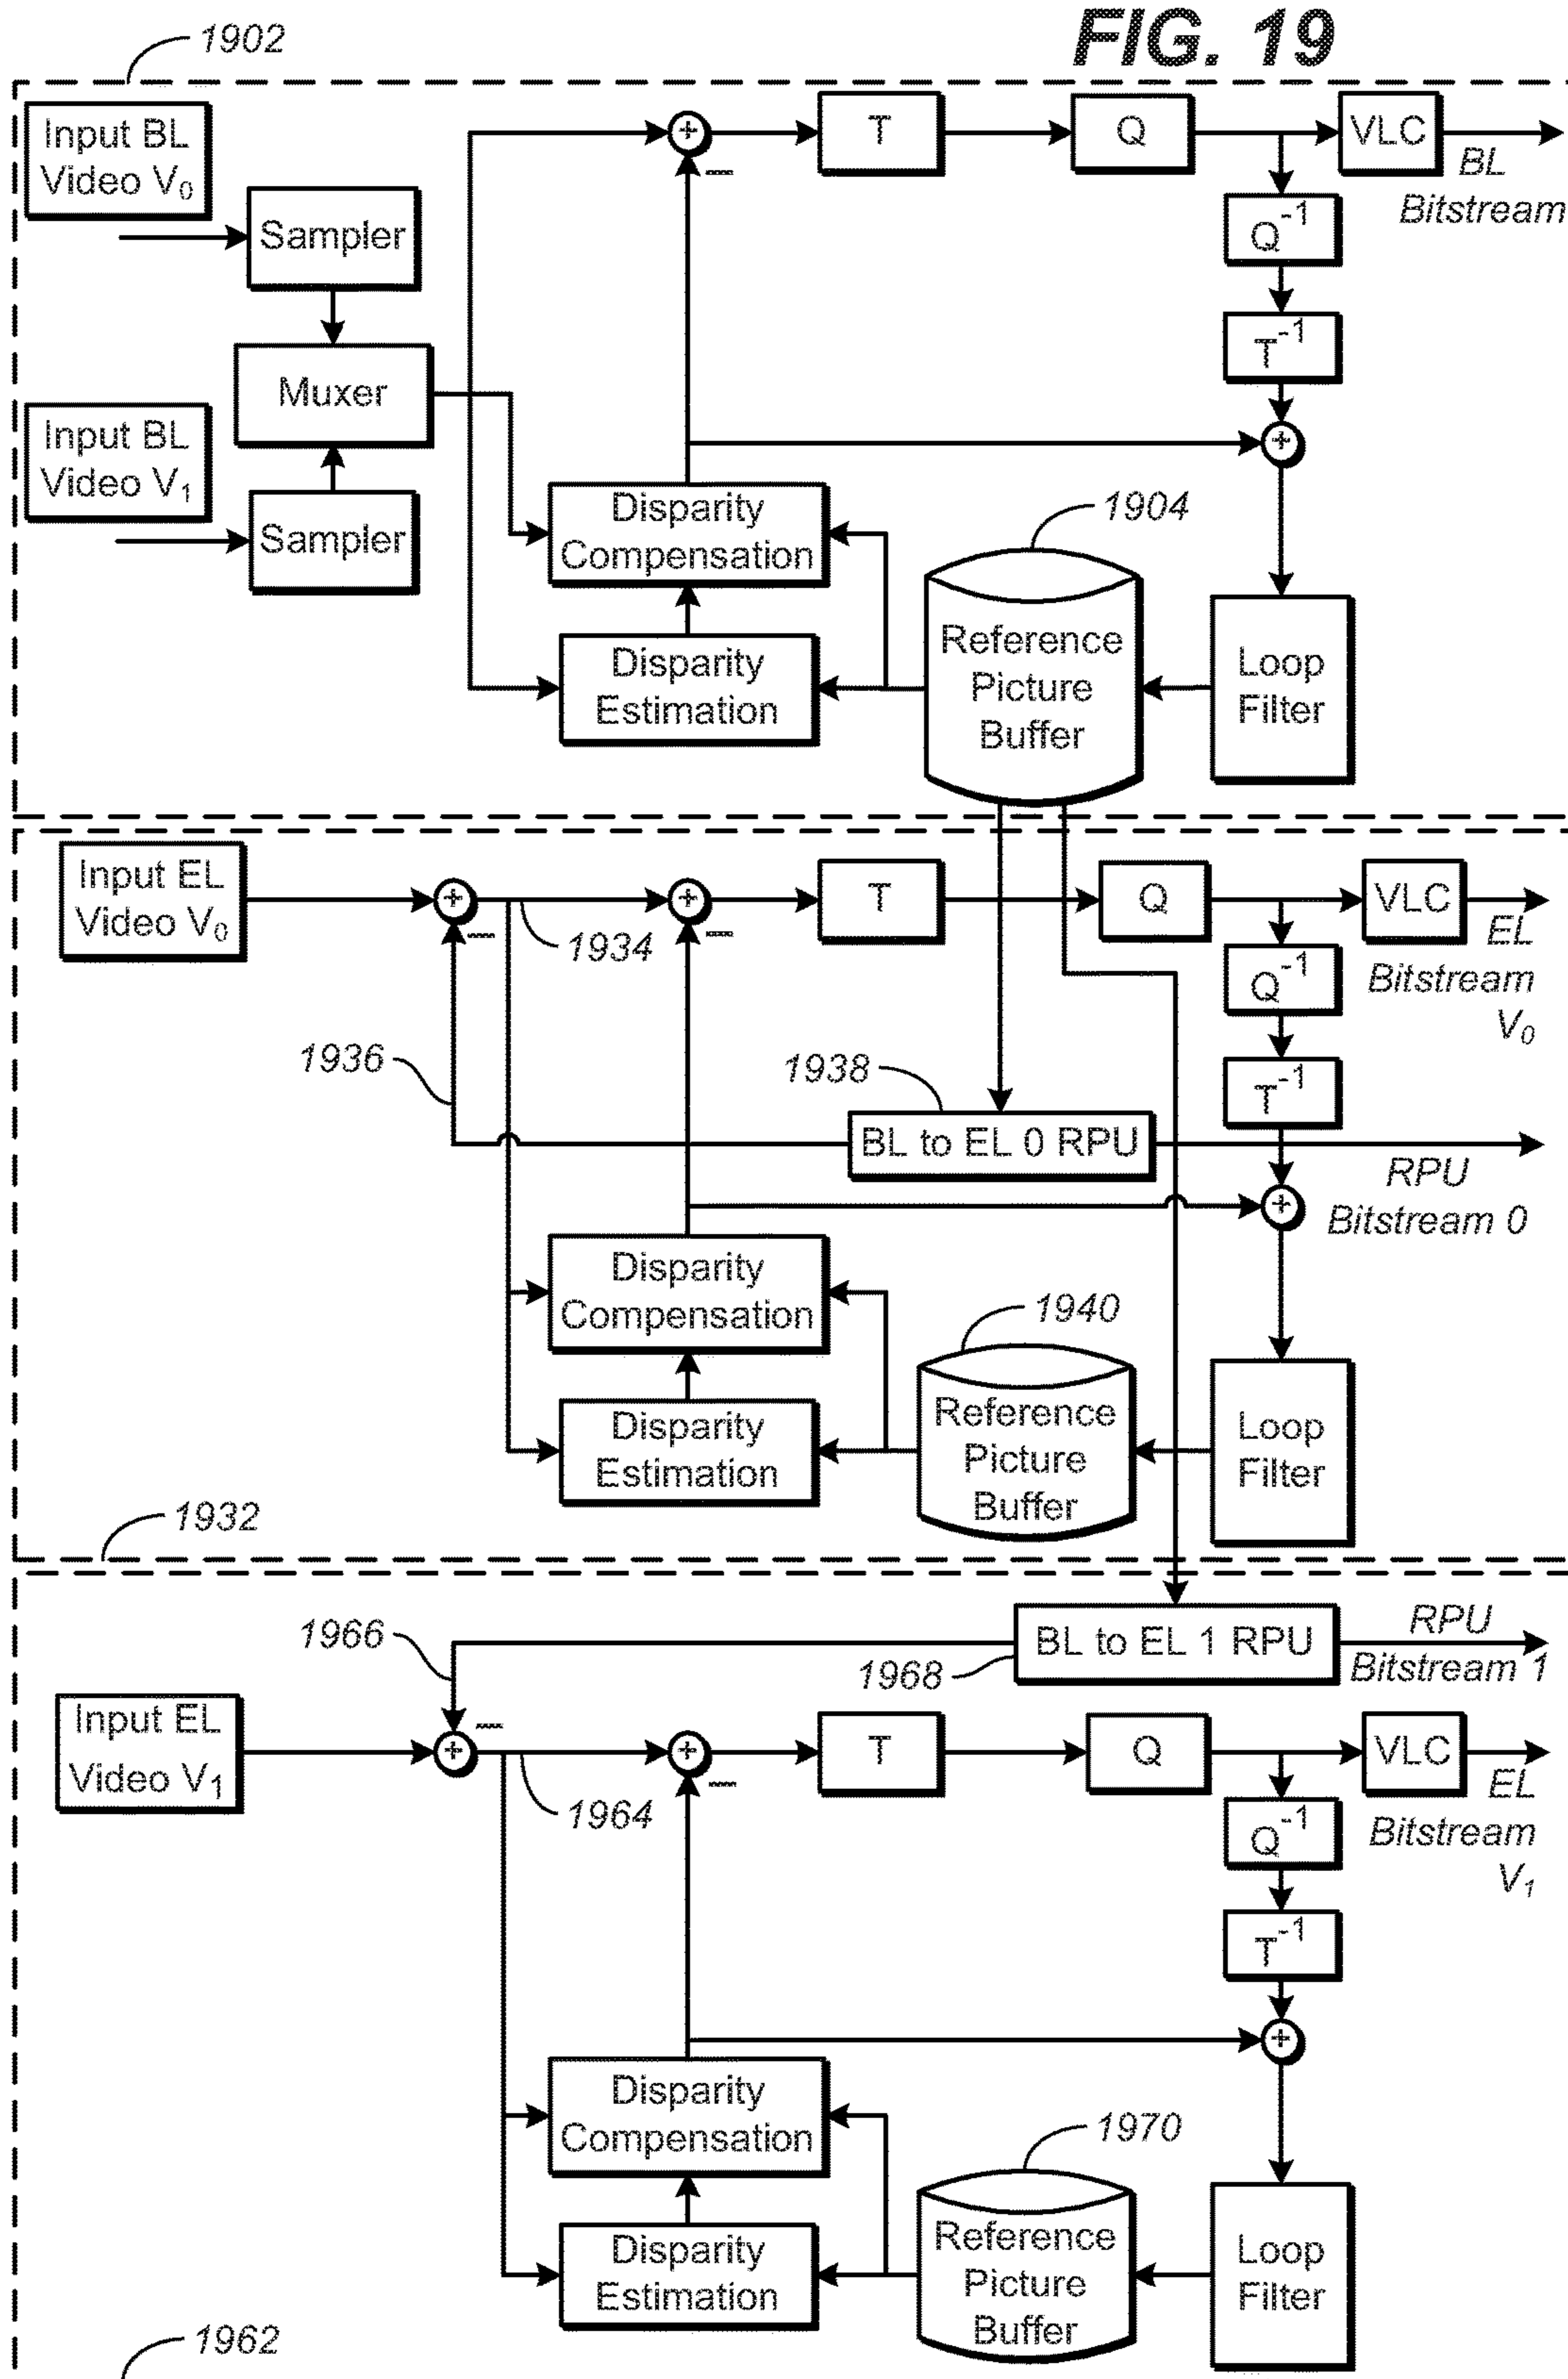 FIG. 19
1902
Input BL
Video V₀
Sampler
Muxer
Input BL
Video V₁
Sampler
+
—
T
Q
VLC
BL
Bitstream
Q⁻¹
T⁻¹
+
Disparity
Compensation
Disparity
Estimation
1904
Reference
Picture
Buffer
Loop
Filter
Input EL
Video V₀
+
—
1934
+
—
T
Q
VLC
EL
Bitstream
V₀
Q⁻¹
T⁻¹
1936
1938
BL to EL 0 RPU
RPU
Bitstream 0
+
Disparity
Compensation
Disparity
Estimation
1940
Reference
Picture
Buffer
Loop
Filter
1932
1966
BL to EL 1 RPU
1968
RPU
Bitstream 1
Input EL
Video V₁
+
—
1964
+
—
T
Q
VLC
EL
Bitstream
V₁
Q⁻¹
T⁻¹
+
Disparity
Compensation
Disparity
Estimation
1970
Reference
Picture
Buffer
Loop
Filter
1962